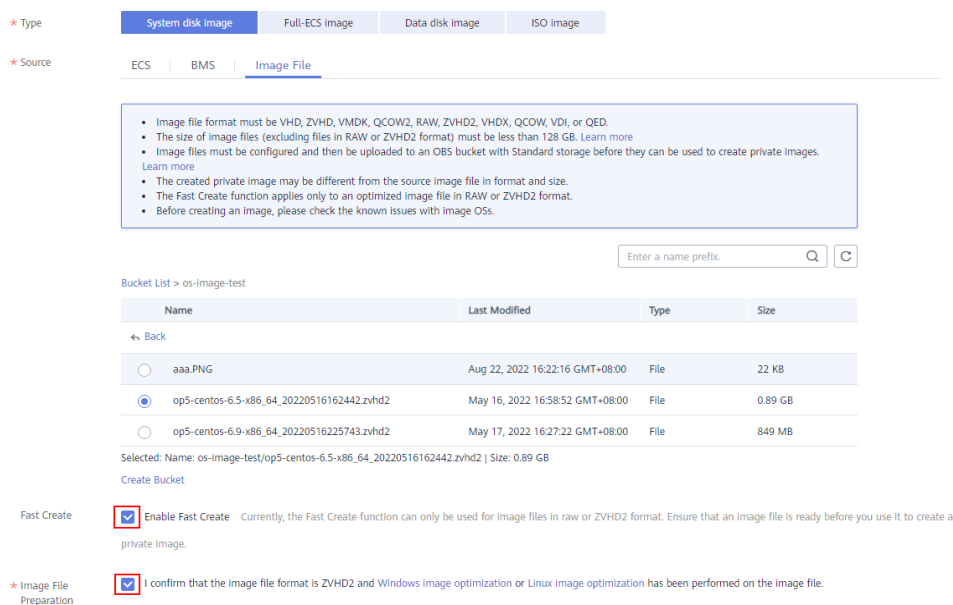 * Type
System disk image
Full-ECS image
Data disk image
ISO image
* Source
ECS
BMS
Image File
• Image file format must be VHD, ZVHD, VMDK, QCOW2, RAW, ZVHD2, VHDX, QCOW, VDI, or QED.
• The size of image files (excluding files in RAW or ZVHD2 format) must be less than 128 GB. Learn more
• Image files must be configured and then be uploaded to an OBS bucket with Standard storage before they can be used to create private images.
Learn more
• The created private image may be different from the source image file in format and size.
• The Fast Create function applies only to an optimized image file in RAW or ZVHD2 format.
• Before creating an image, please check the known issues with image OSs.
Enter a name prefix.
Bucket List > os-image-test
Name Last Modified Type Size
Back
aaa.PNG Aug 22, 2022 16:22:16 GMT+08:00 File 22 KB
op5-centos-6.5-x86_64_20220516162442.zvhd2 May 16, 2022 16:58:52 GMT+08:00 File 0.89 GB
op5-centos-6.9-x86_64_20220516225743.zvhd2 May 17, 2022 16:27:22 GMT+08:00 File 849 MB
Selected: Name: os-image-test/op5-centos-6.5-x86_64_20220516162442.zvhd2 | Size: 0.89 GB
Create Bucket
Fast Create
Enable Fast Create Currently, the Fast Create function can only be used for image files in raw or ZVHD2 format. Ensure that an image file is ready before you use it to create a
private image.
* Image File
Preparation
I confirm that the image file format is ZVHD2 and Windows image optimization or Linux image optimization has been performed on the image file.